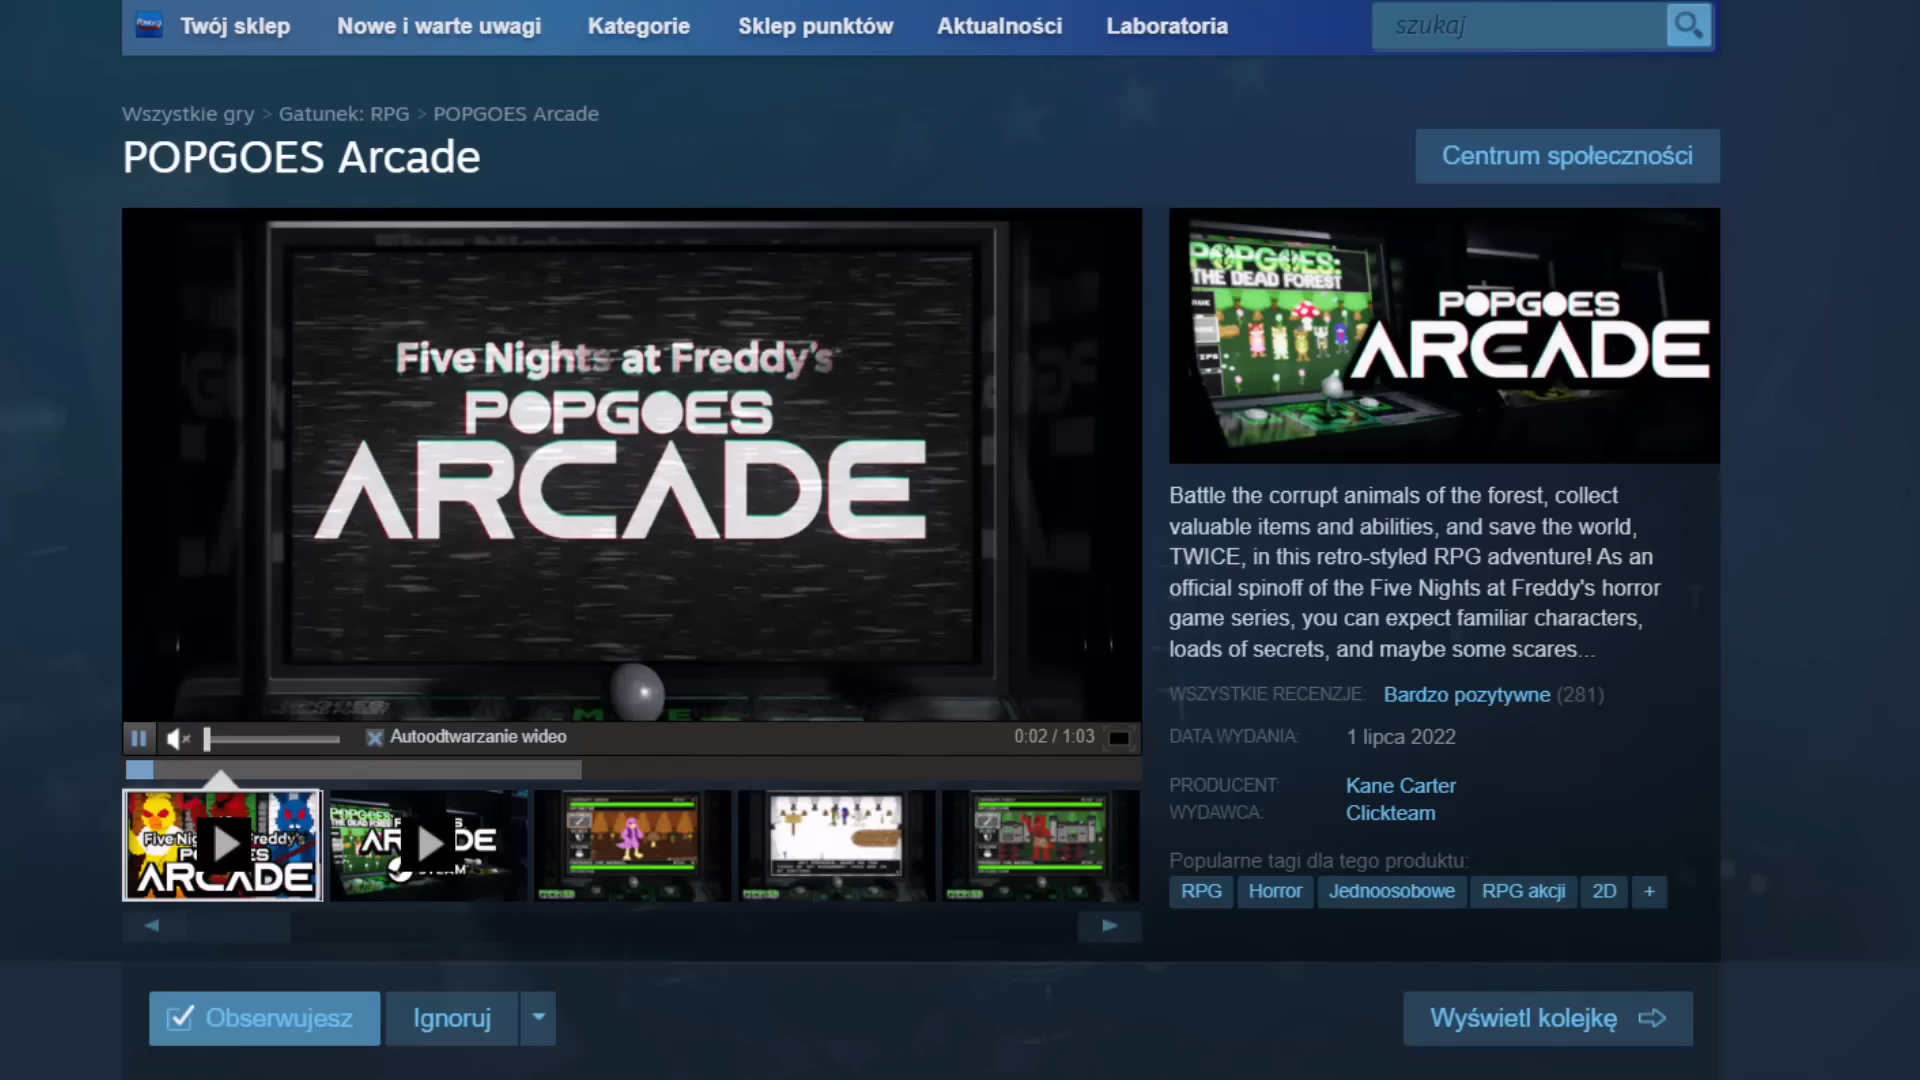 Twój sklep Nowe i warte uwagi Kategorie Sklep punktów Aktualności Laboratoria szukaj
Wszystkie gry > Gatunek: RPG > POPGOES Arcade
POPGOES Arcade
Centrum społeczności
Five Nights at Freddy's
POPGOES
ARCADE
POPGOES:
THE DEAD FOREST
POPGOES
ARCADE
Battle the corrupt animals of the forest, collect
valuable items and abilities, and save the world,
TWICE, in this retro-styled RPG adventure! As an
official spinoff of the Five Nights at Freddy's horror
game series, you can expect familiar characters,
loads of secrets, and maybe some scares...
WSZYSTKIE RECENZJE: Bardzo pozytywne (281)
DATA WYDANIA: 1 lipca 2022
PRODUCENT: Kane Carter
WYDAWCA: Clickteam
Popularne tagi dla tego produktu:
RPG Horror Jednoosobowe RPG akcji 2D +
Autoodtwarzanie wideo 0:02 / 1:03
ARCADE
Obserwujesz Ignoruj Wyświetl kolejkę